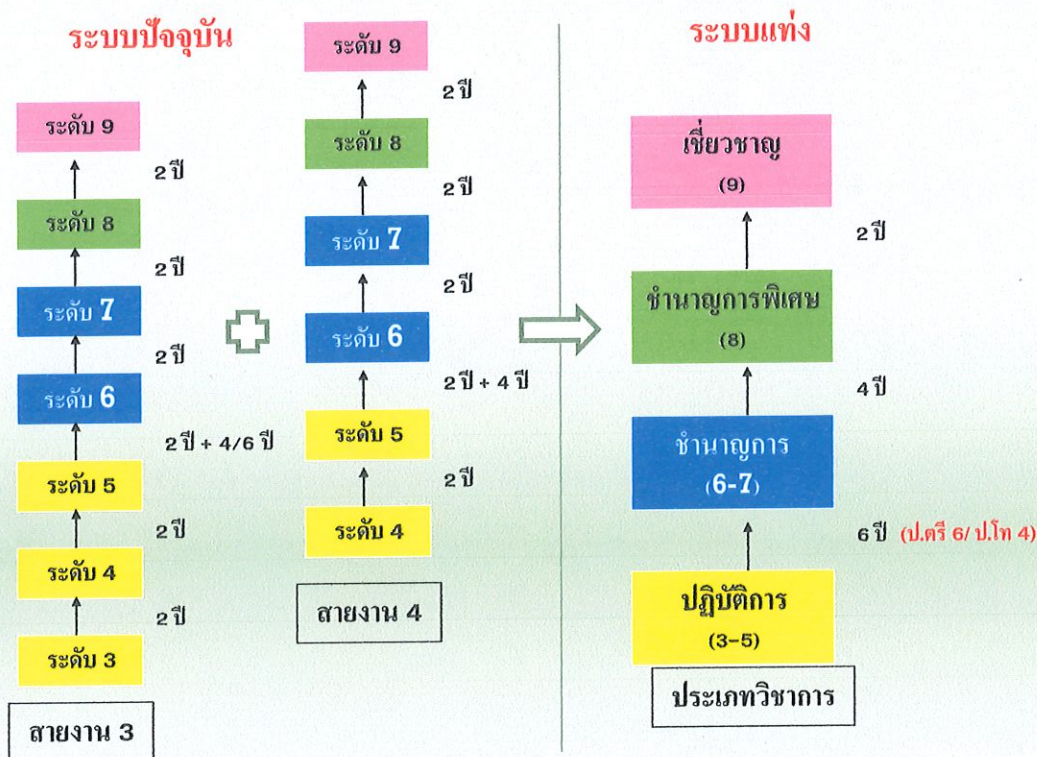 ระบบปัจจุบัน
ระดับ 9
2 ปี
ระดับ 8
2 ปี
ระดับ 7
2 ปี
ระดับ 6
2 ปี + 4/6 ปี
ระดับ 5
2 ปี
ระดับ 4
2 ปี
ระดับ 3
สายงาน 3
ระดับ 9
2 ปี
ระดับ 8
2 ปี
ระดับ 7
2 ปี
ระดับ 6
2 ปี + 4 ปี
ระดับ 5
2 ปี
ระดับ 4
สายงาน 4
ระบบแท่ง
เชี่ยวชาญ
(9)
2 ปี
ชำนาญการพิเศษ
(8)
4 ปี
ชำนาญการ
(6-7)
6 ปี (ป.ตรี 6/ ป.โท 4)
ปฏิบัติการ
(3-5)
ประเภทวิชาการ